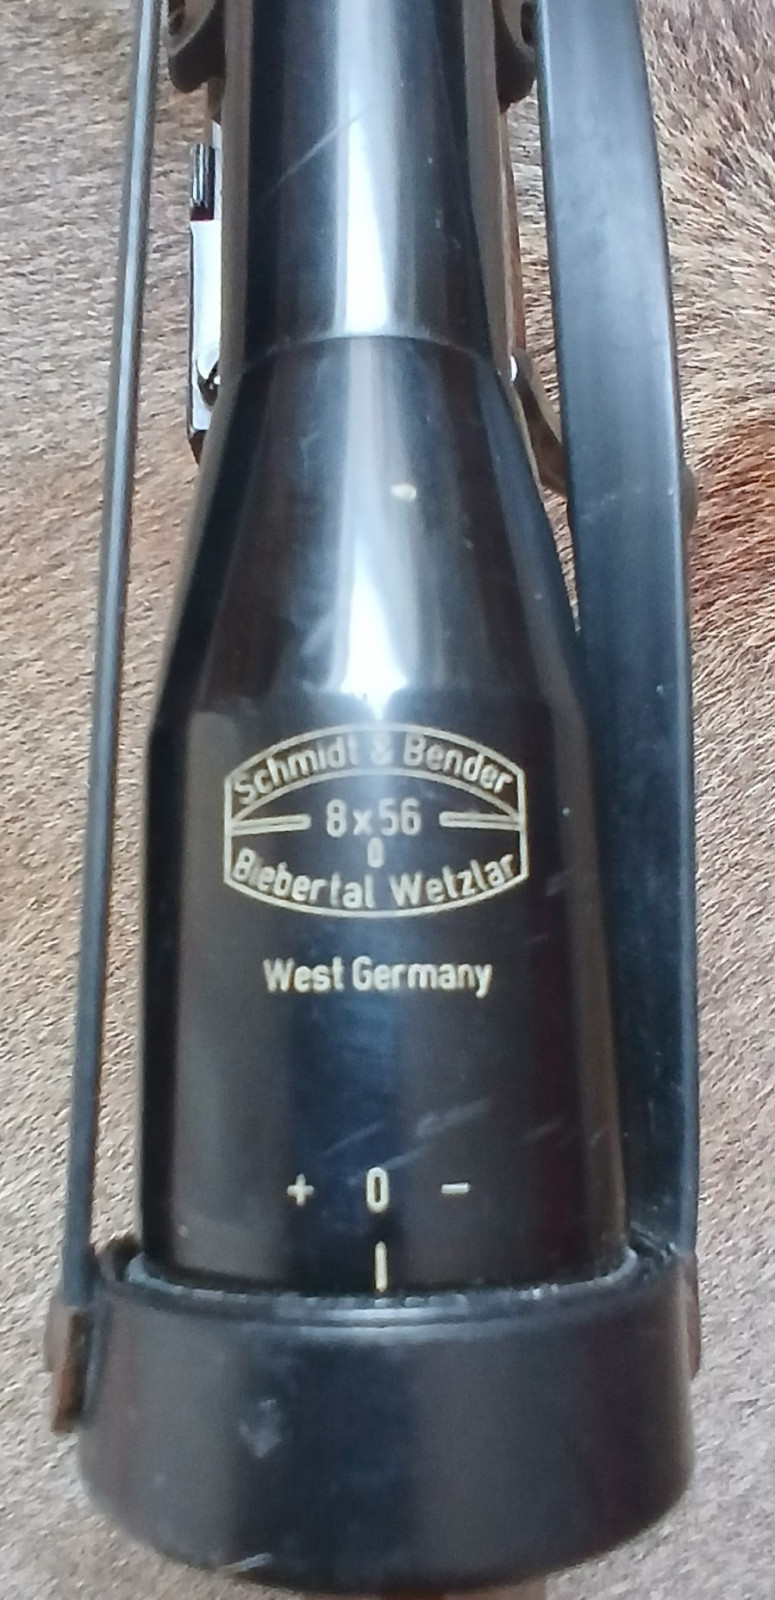 Schmidt & Bender
8x56
0
Biebertal Wetzlar
West Germany
+ 0 -